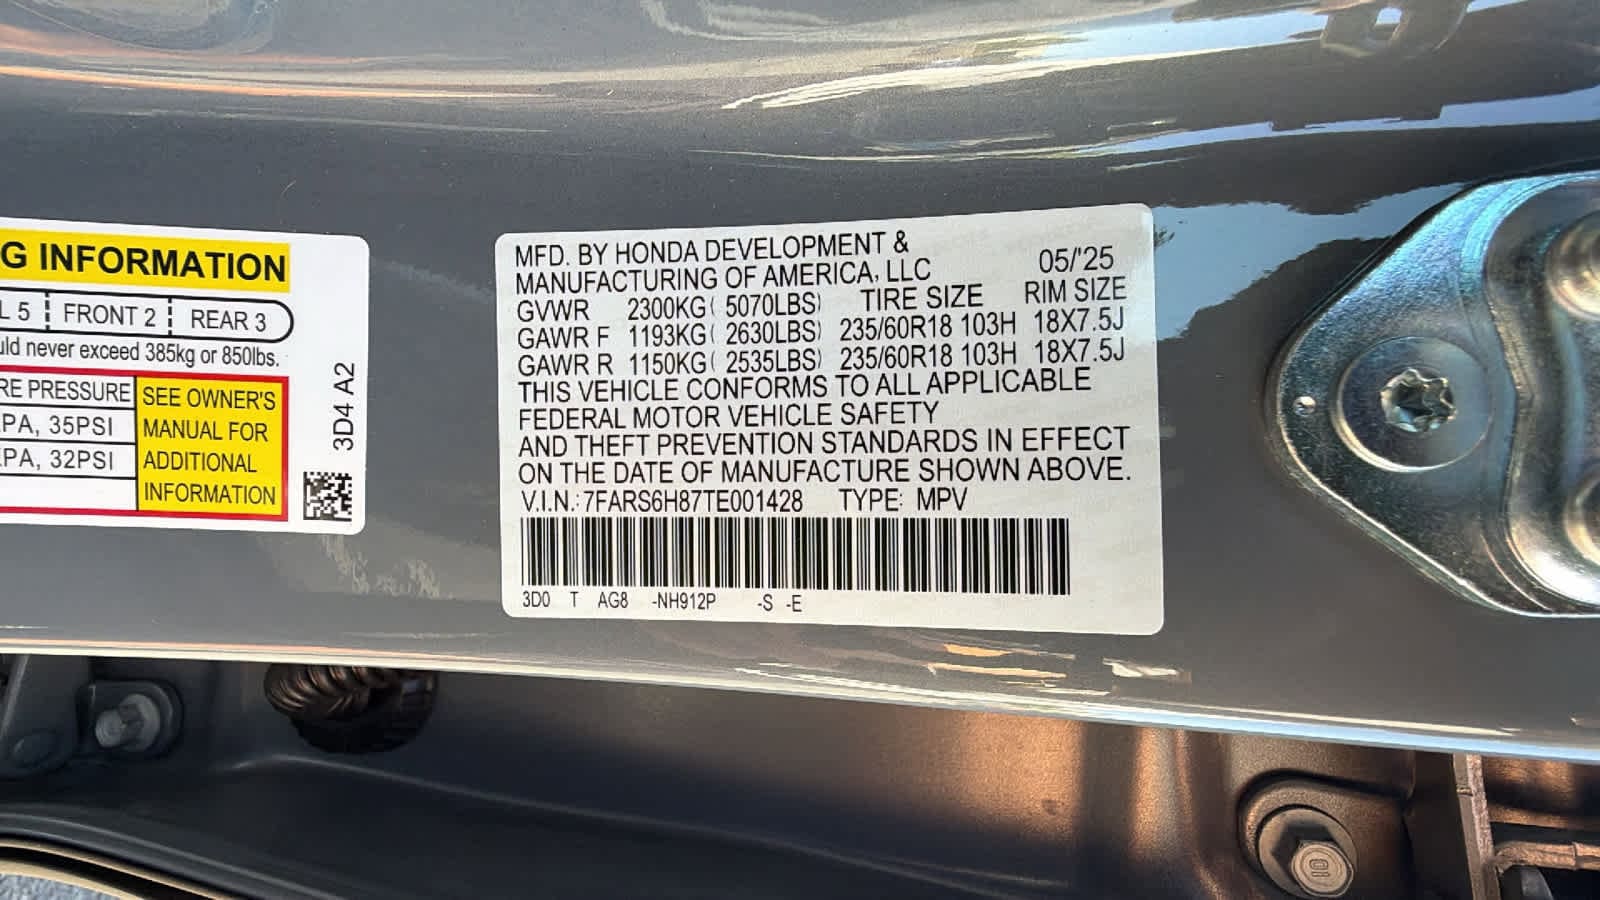 G INFORMATION
L 5 FRONT 2 REAR 3
never exceed 385kg or 850lbs.
PRESSURE
PA, 35PSI
PA, 32PSI
SEE OWNER'S
MANUAL FOR
ADDITIONAL
INFORMATION
3D4 A2
MFD. BY HONDA DEVELOPMENT &
MANUFACTURING OF AMERICA, LLC 05/'25
GVWR 2300KG ( 5070LBS) TIRE SIZE RIM SIZE
GAWR F 1193KG ( 2630LBS) 235/60R18 103H 18X7.5J
GAWR R 1150KG ( 2535LBS) 235/60R18 103H 18X7.5J
THIS VEHICLE CONFORMS TO ALL APPLICABLE
FEDERAL MOTOR VEHICLE SAFETY
AND THEFT PREVENTION STANDARDS IN EFFECT
ON THE DATE OF MANUFACTURE SHOWN ABOVE.
V.I.N.: 7FARS6H87TE001428 TYPE: MPV
3D0 T AG8 -NH912P -S -E